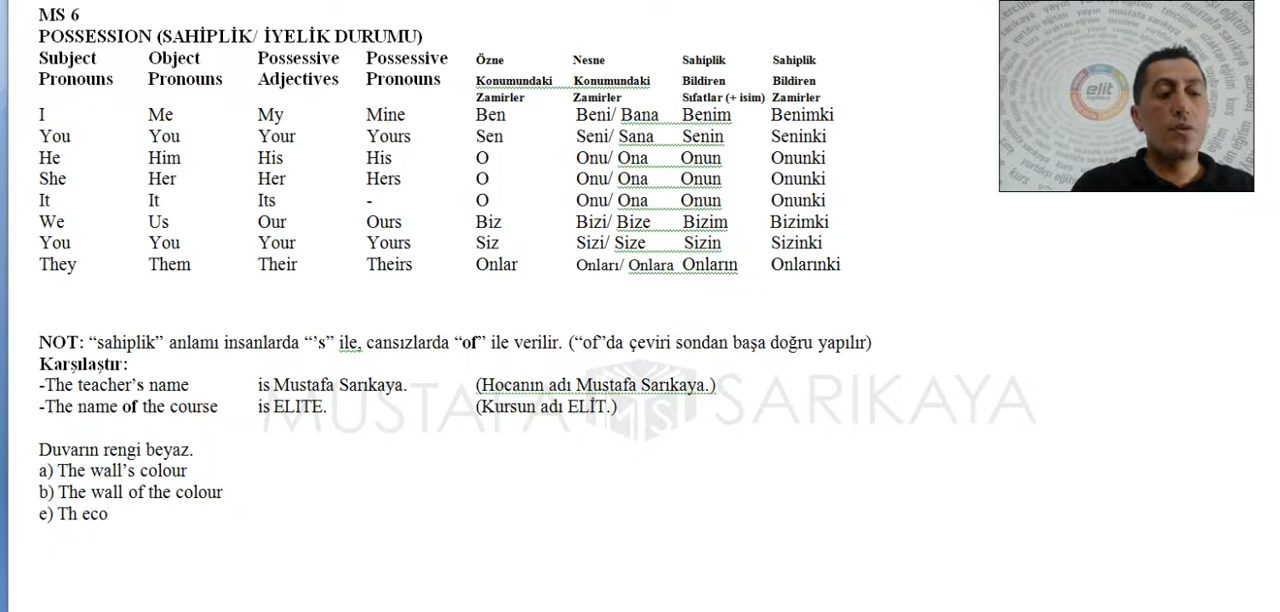 MS 6
POSSESSION (SAHİPLİK/ İYELİK DURUMU)
Subject Object Possessive Possessive Özne Nesne Sahiplik Sahiplik
Pronouns Pronouns Adjectives Pronouns Konumundaki Konumundaki Bildiren Bildiren
Zamirler Zamirler Sıfatlar (+ isim) Zamirler
I Me My Mine Ben Beni/ Bana Benim Benimki
You You Your Yours Sen Seni/ Sana Senin Seninki
He Him His His O Onu/ Ona Onun Onunki
She Her Her Hers O Onu/ Ona Onun Onunki
It It Its - O Onu/ Ona Onun Onunki
We Us Our Ours Biz Bizi/ Bize Bizim Bizimki
You You Your Yours Siz Sizi/ Size Sizin Sizinki
They Them Their Theirs Onlar Onları/ Onlara Onların Onlarınki
NOT: “sahiplik” anlamı insanlarda “’s” ile, cansızlarda “of” ile verilir. (“of”da çeviri sondan başa doğru yapılır)
Karşılaştır:
-The teacher’s name is Mustafa Sarıkaya. (Hocanın adı Mustafa Sarıkaya.)
-The name of the course is ELITE. (Kursun adı ELİT.)
MUSTAFA MS SARIKAYA
Duvarın rengi beyaz.
a) The wall’s colour
b) The wall of the colour
e) Th eco
elit